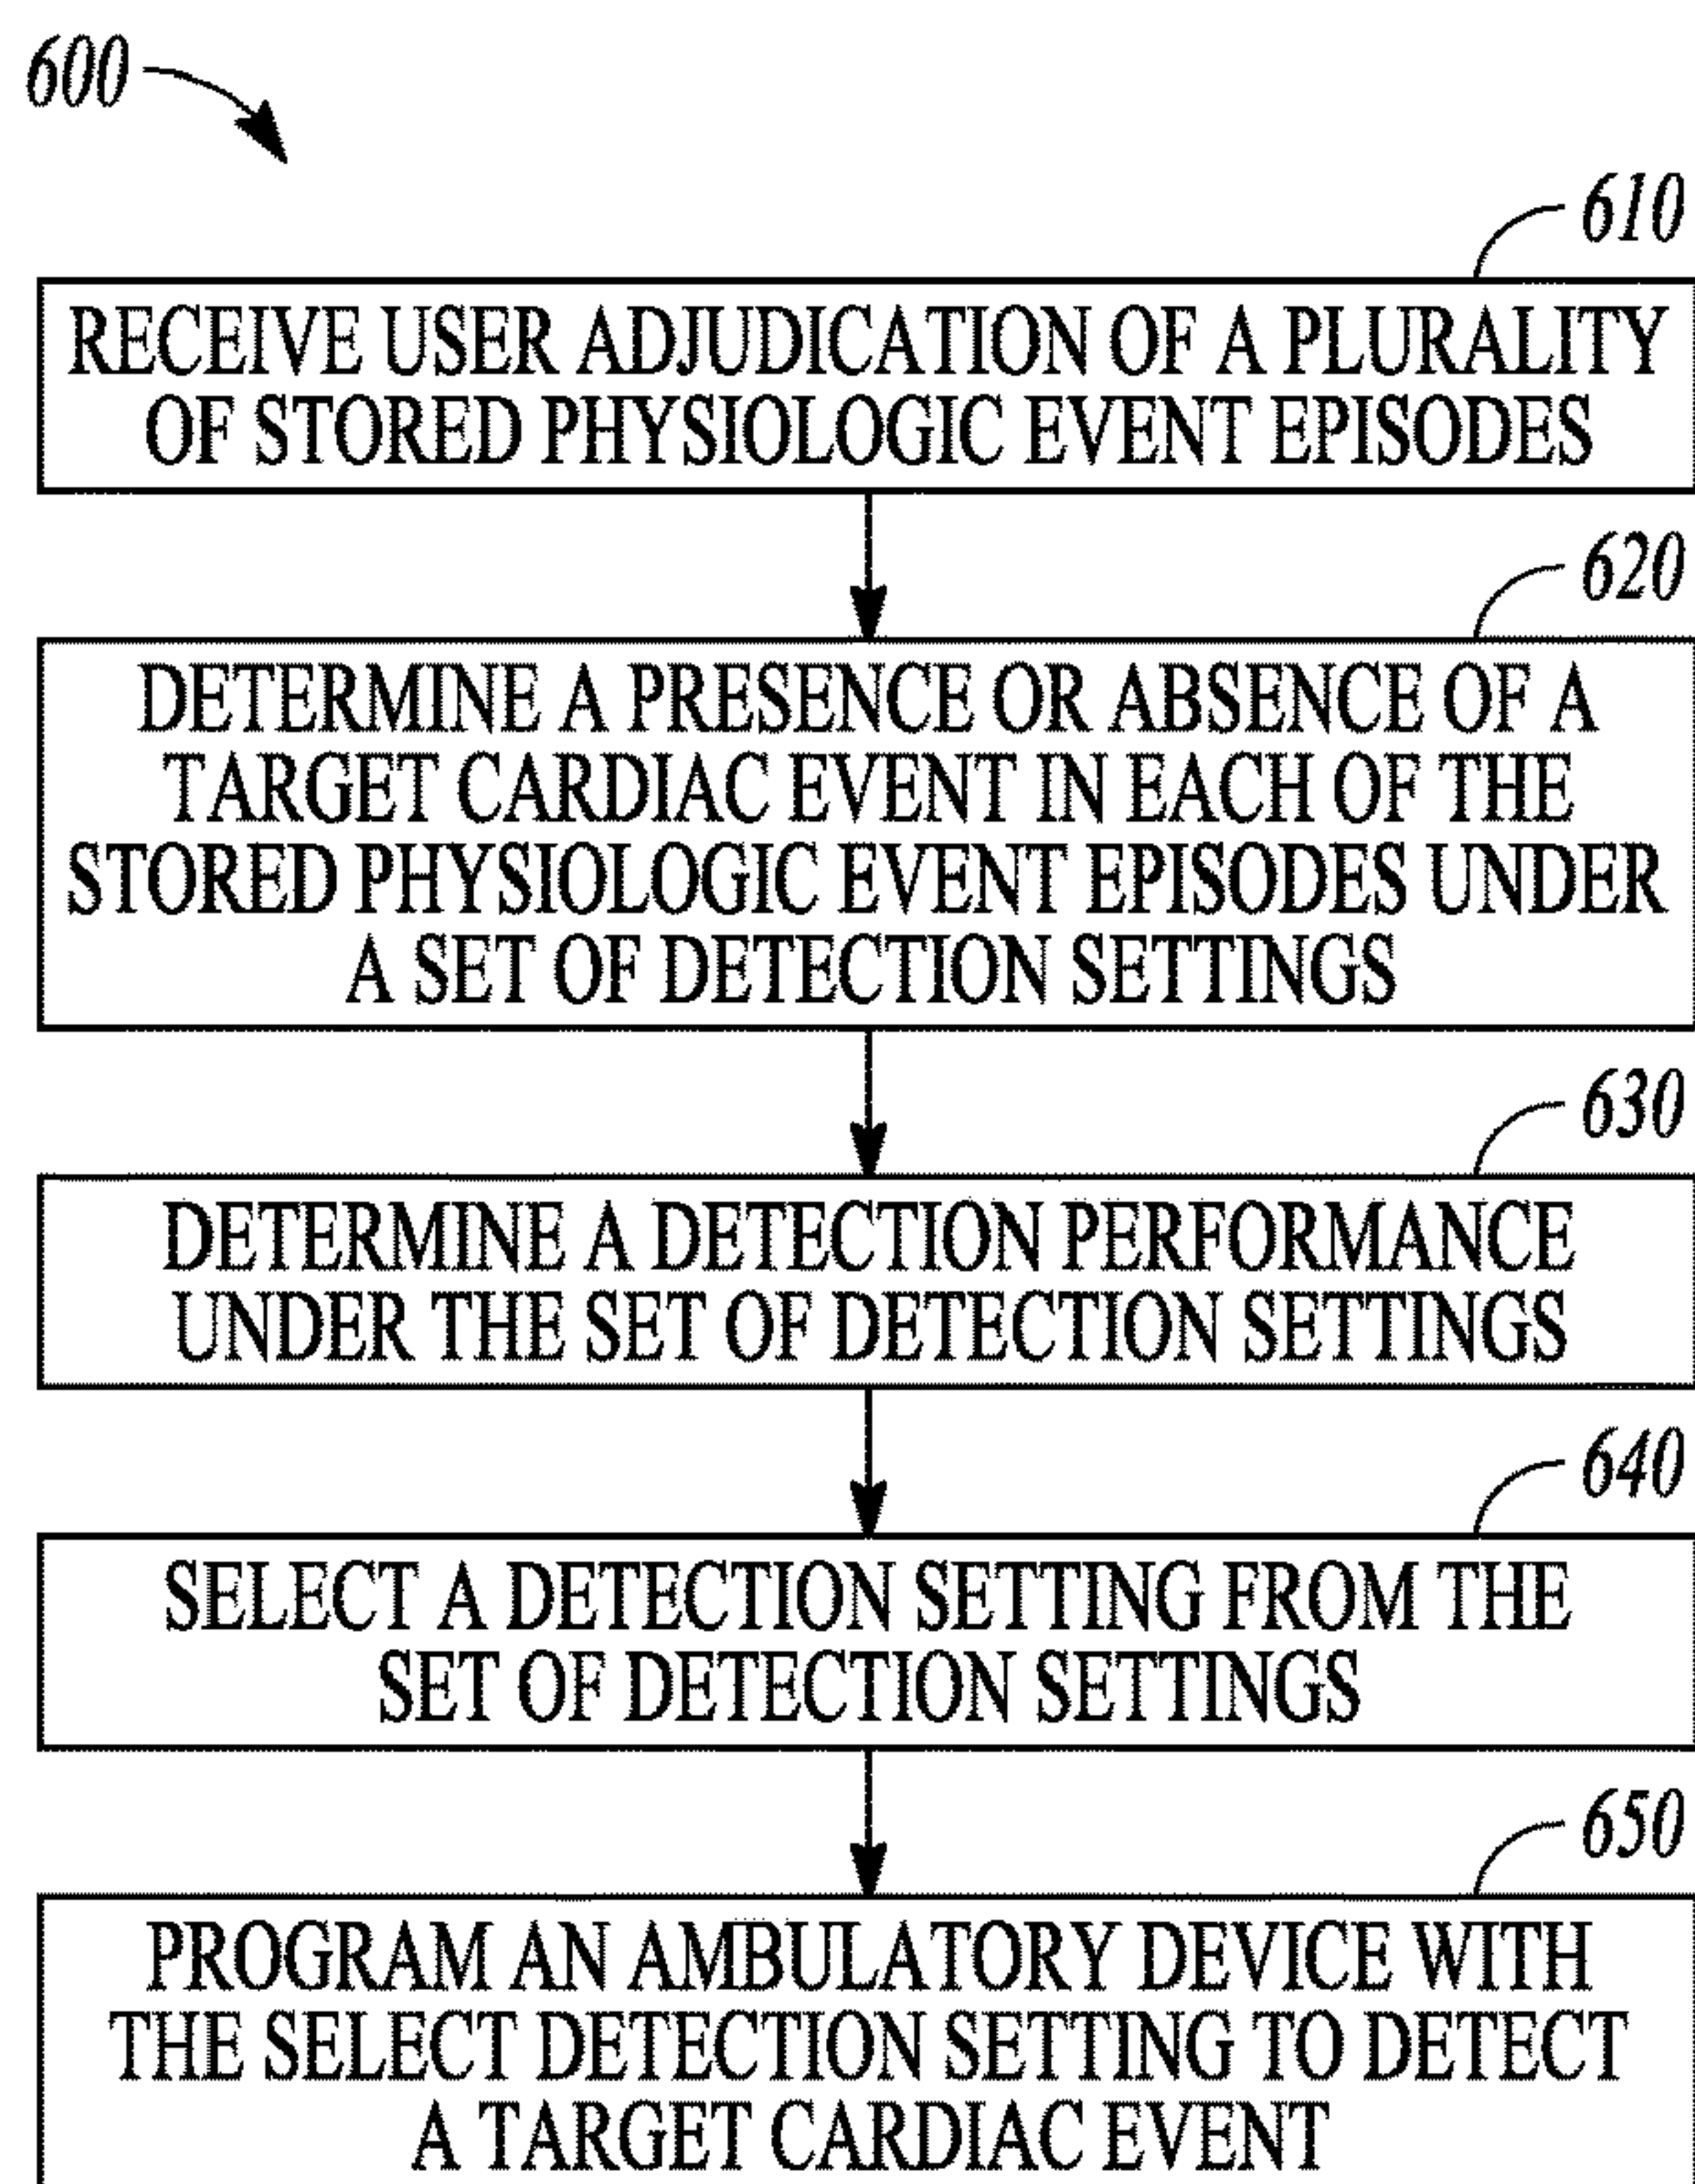 600
610
RECEIVE USER ADJUDICATION OF A PLURALITY
OF STORED PHYSIOLOGIC EVENT EPISODES
620
DETERMINE A PRESENCE OR ABSENCE OF A
TARGET CARDIAC EVENT IN EACH OF THE
STORED PHYSIOLOGIC EVENT EPISODES UNDER
A SET OF DETECTION SETTINGS
630
DETERMINE A DETECTION PERFORMANCE
UNDER THE SET OF DETECTION SETTINGS
640
SELECT A DETECTION SETTING FROM THE
SET OF DETECTION SETTINGS
650
PROGRAM AN AMBULATORY DEVICE WITH
THE SELECT DETECTION SETTING TO DETECT
A TARGET CARDIAC EVENT